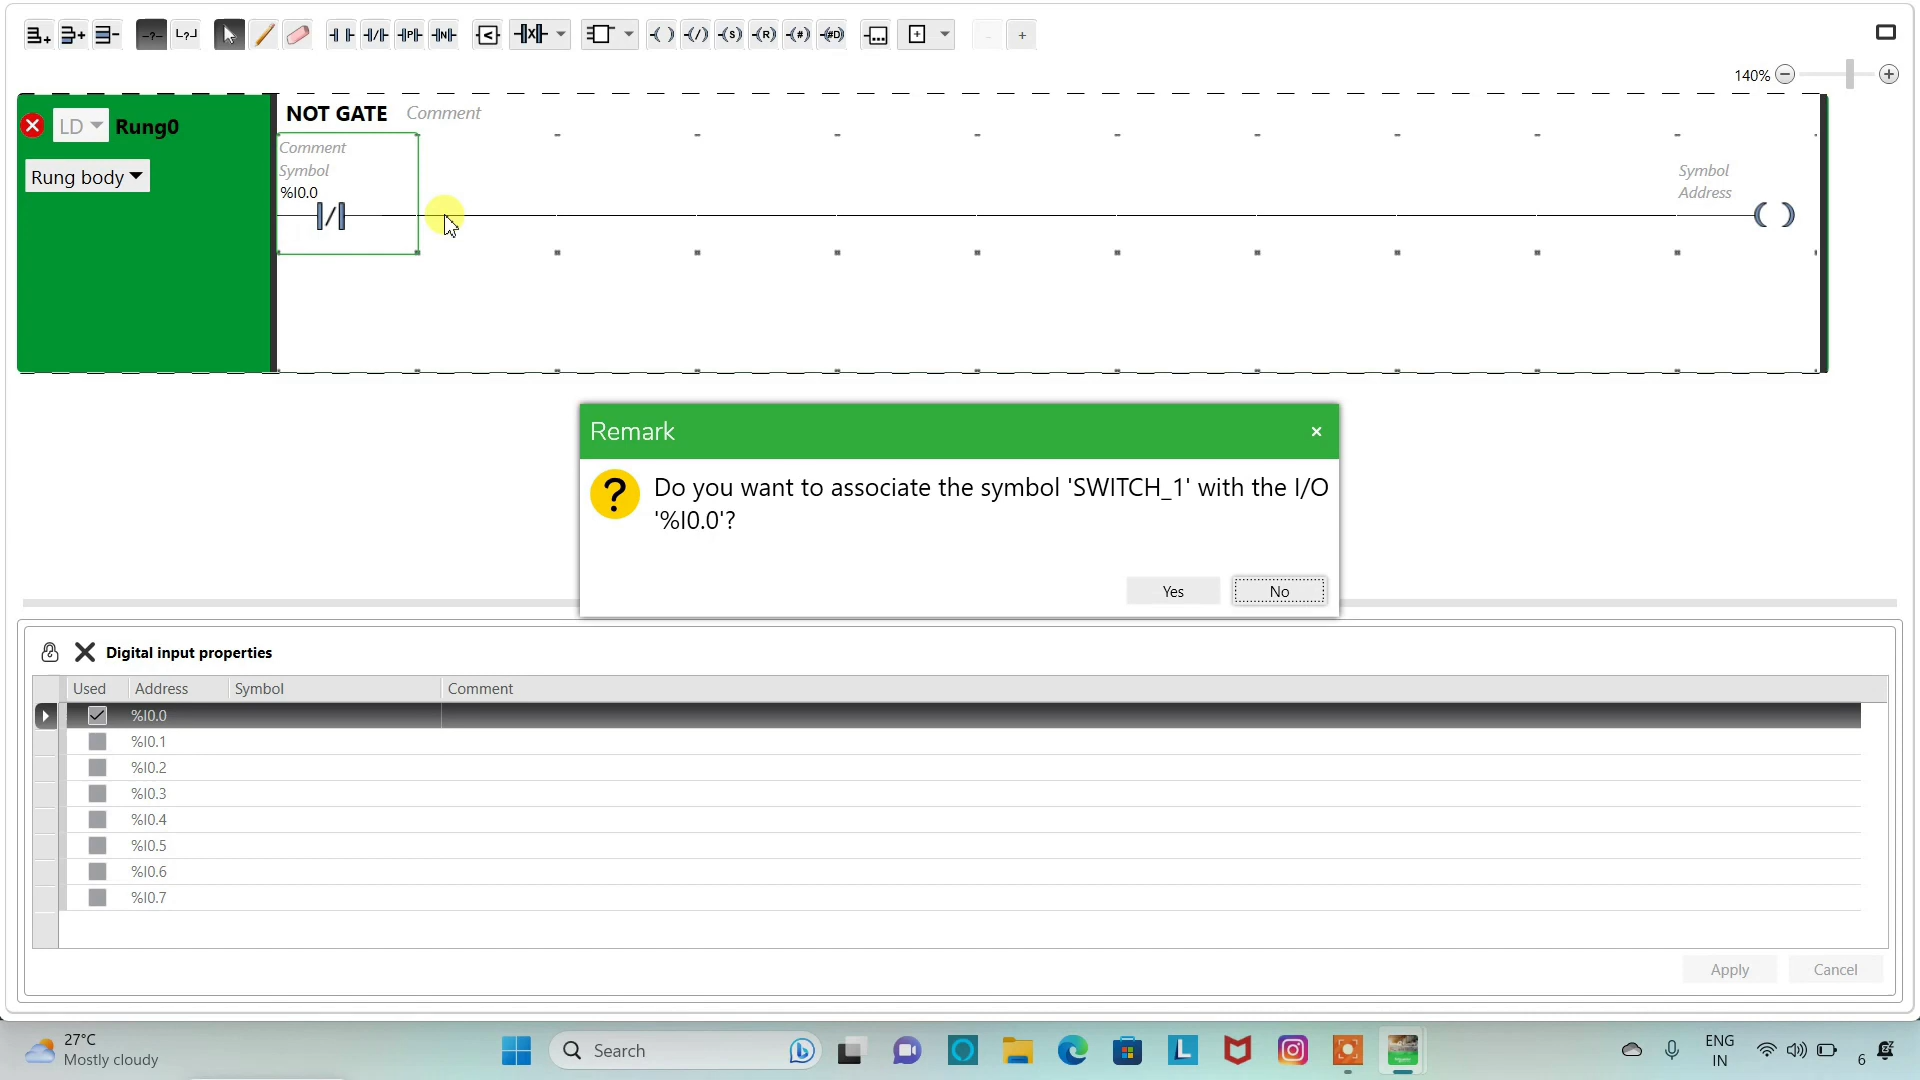 140%
LD Rung0
NOT GATE Comment
Comment
Symbol
%I0.0
Symbol
Address
Rung body
Remark
Do you want to associate the symbol 'SWITCH_1' with the I/O
'%I0.0'?
Yes No
Digital input properties
Used Address Symbol Comment
%I0.0
%I0.1
%I0.2
%I0.3
%I0.4
%I0.5
%I0.6
%I0.7
Apply Cancel
27°C
Mostly cloudy
Search
ENG
IN
6